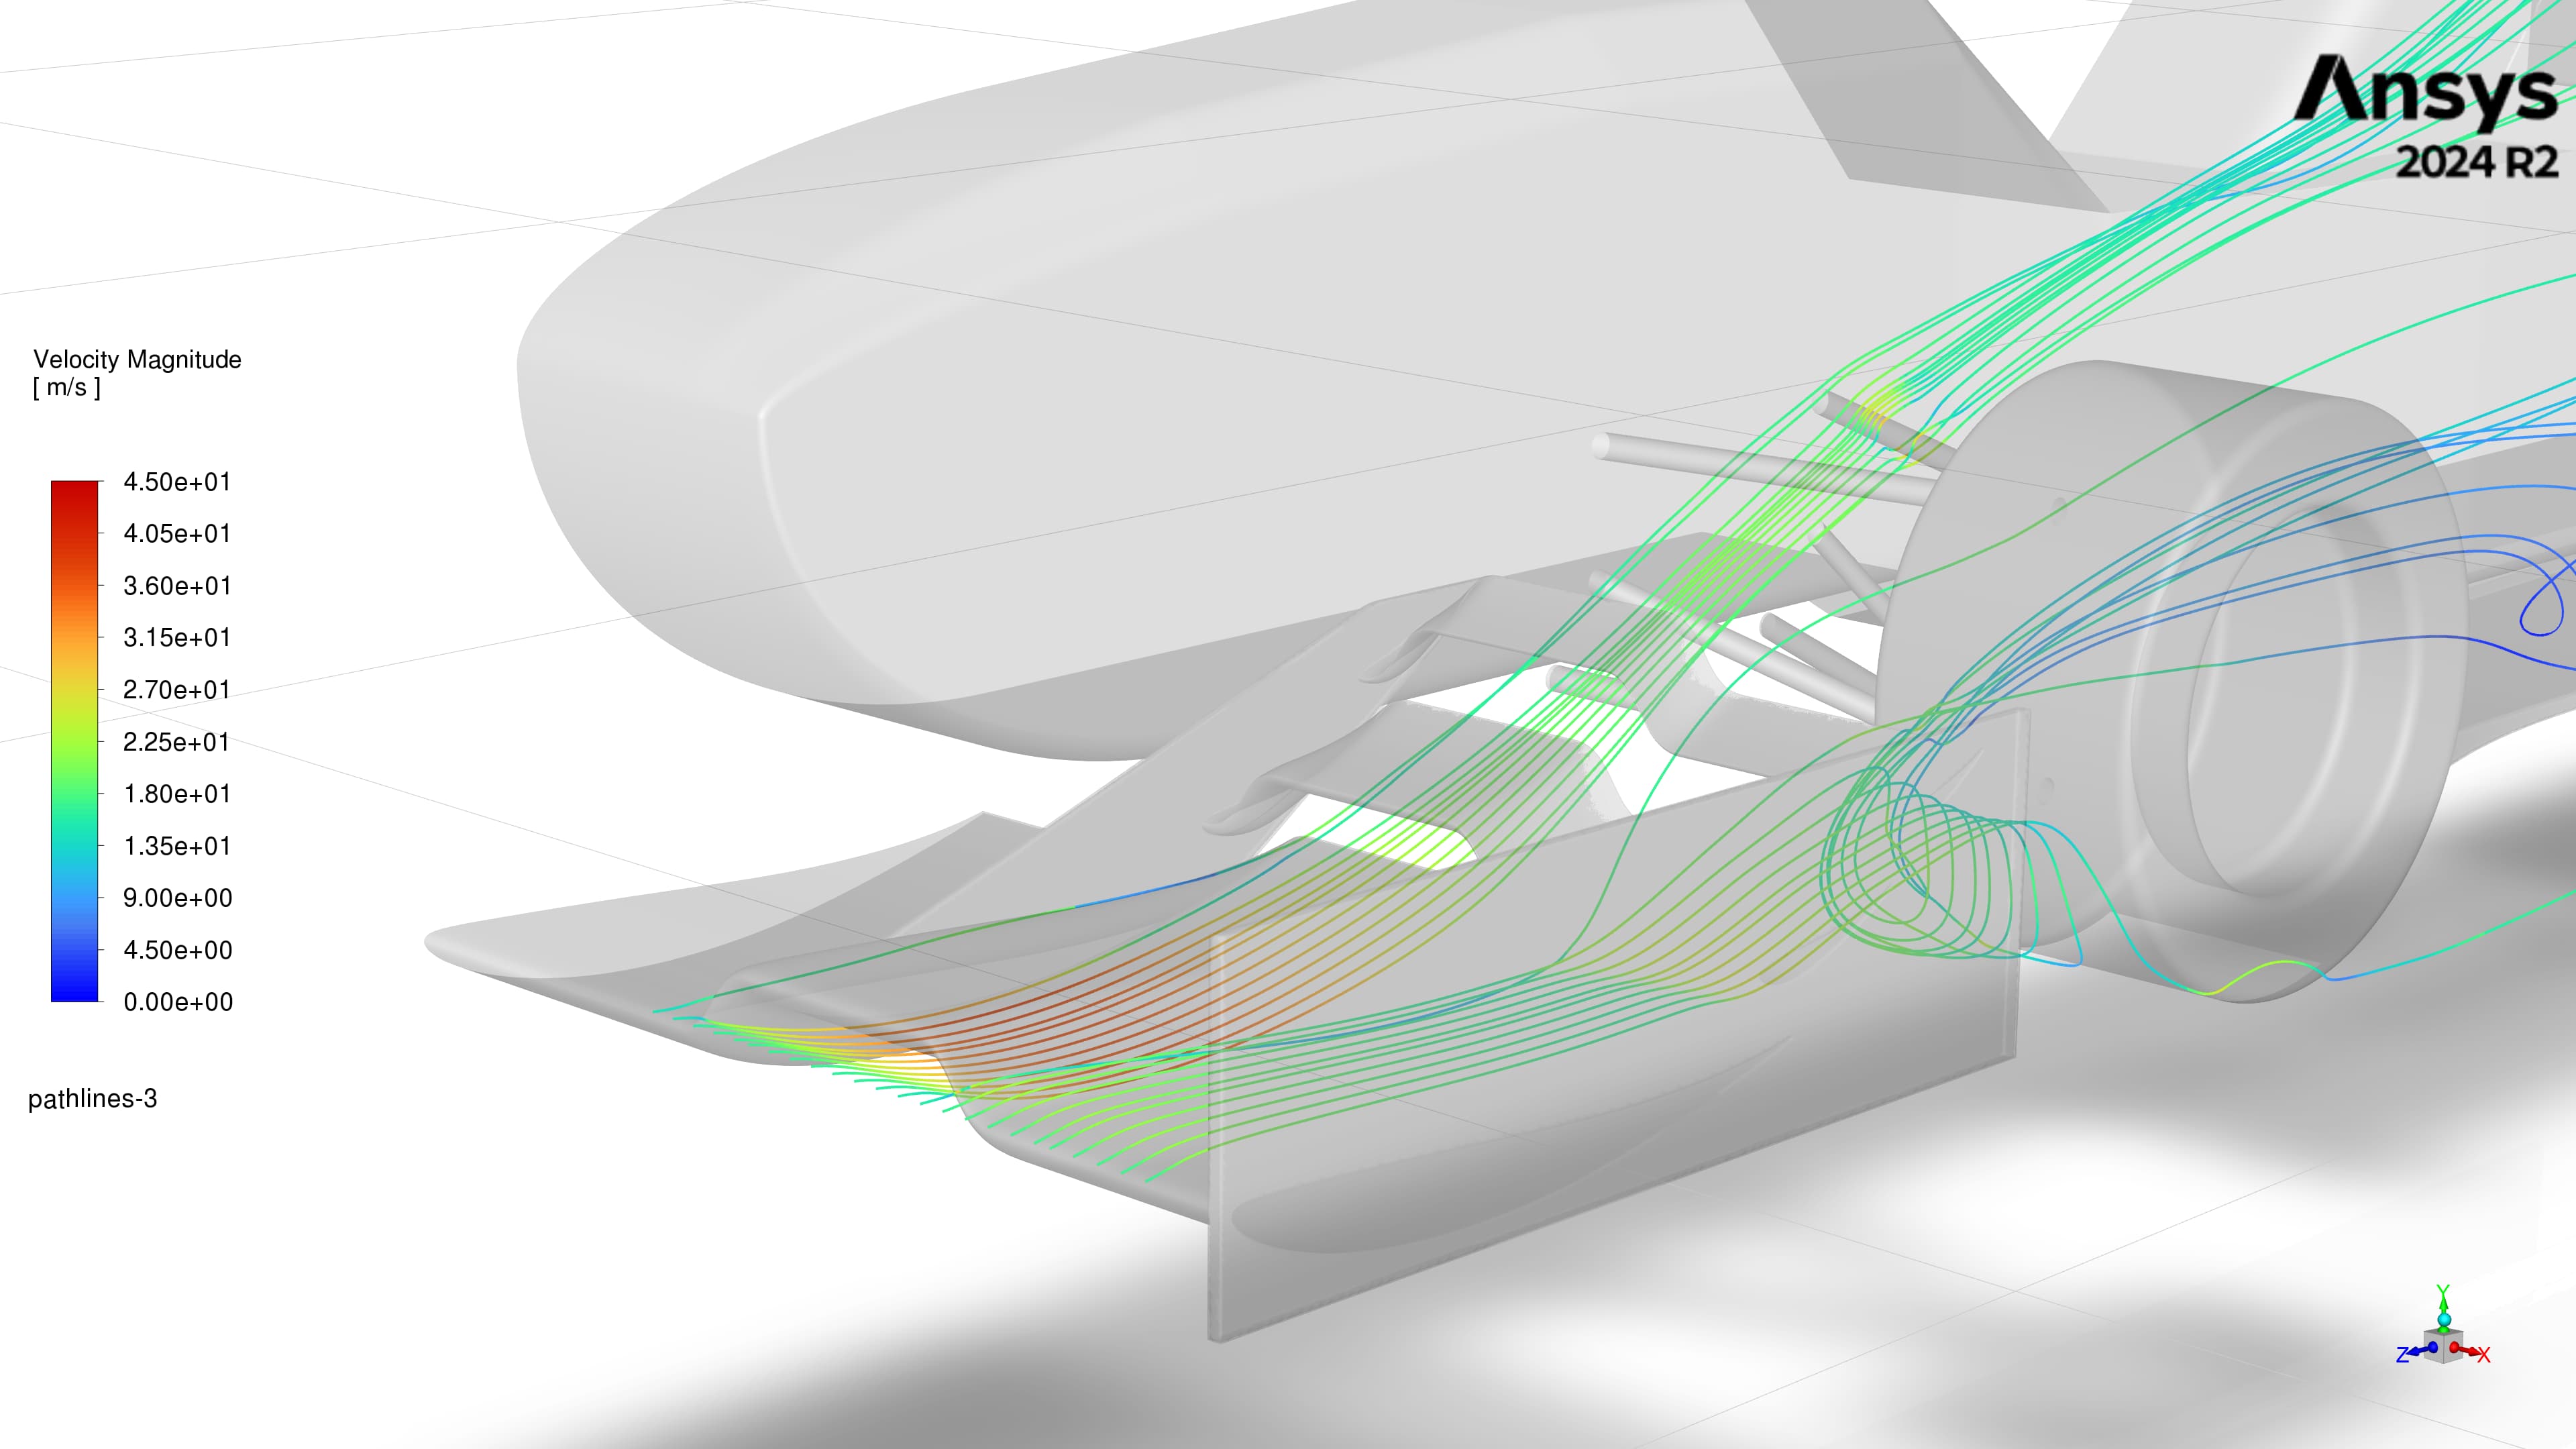 Ansys
2024 R2
Velocity Magnitude
[ m/s ]
4.50e+01
4.05e+01
3.60e+01
3.15e+01
2.70e+01
2.25e+01
1.80e+01
1.35e+01
9.00e+00
4.50e+00
0.00e+00
pathlines-3
Y
Z
X